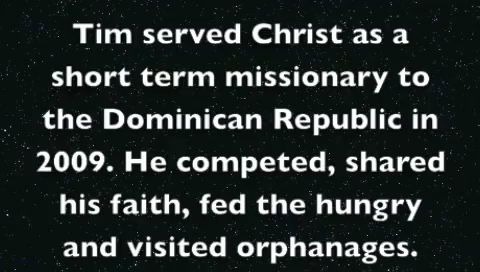 Tim served Christ as a
short term missionary to
the Dominican Republic in
2009. He competed, shared
his faith, fed the hungry
and visited orphanages.